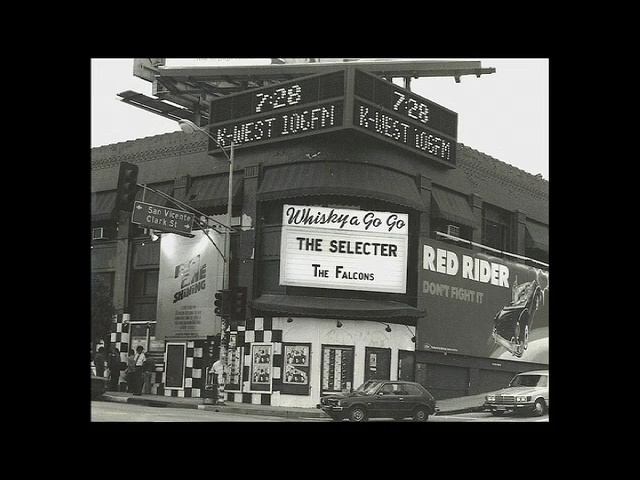 7:28
K-WEST 106FM
7:28
K-WEST 106FM
San Vicente
Clark St
Whisky a Go Go
THE SELECTER
THE FALCONS
RED RIDER
DON'T FIGHT IT
THE
SHINING